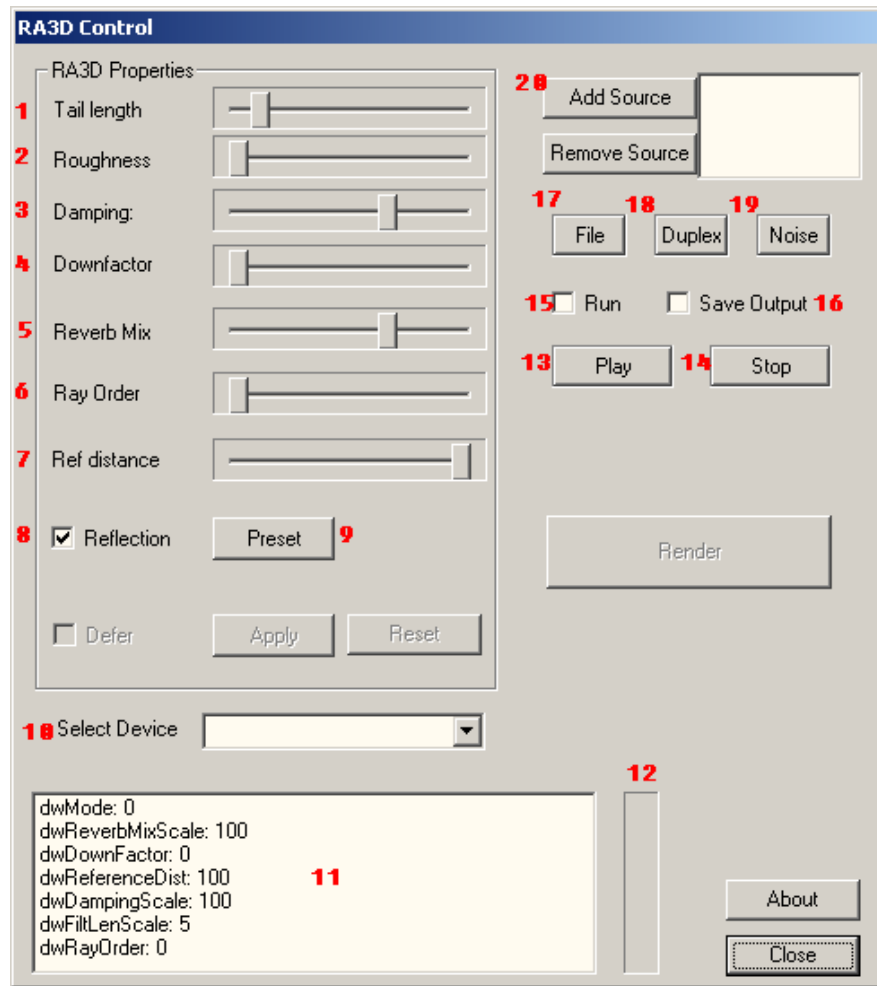 RA3D Control
RA3D Properties
1 Tail length
2 Roughness
3 Damping:
4 Downfactor
5 Reverb Mix
6 Ray Order
7 Ref distance
8 Reflection Preset 9
Defer Apply Reset
10 Select Device
20 Add Source
Remove Source
17 18 19
File Duplex Noise
15 Run Save Output 16
13 Play 14 Stop
Render
dwMode: 0
dwReverbMixScale: 100
dwDownFactor: 0
dwReferenceDist: 100
dwDampingScale: 100
dwFiltLenScale: 5
dwRayOrder: 0
11
12
About
Close